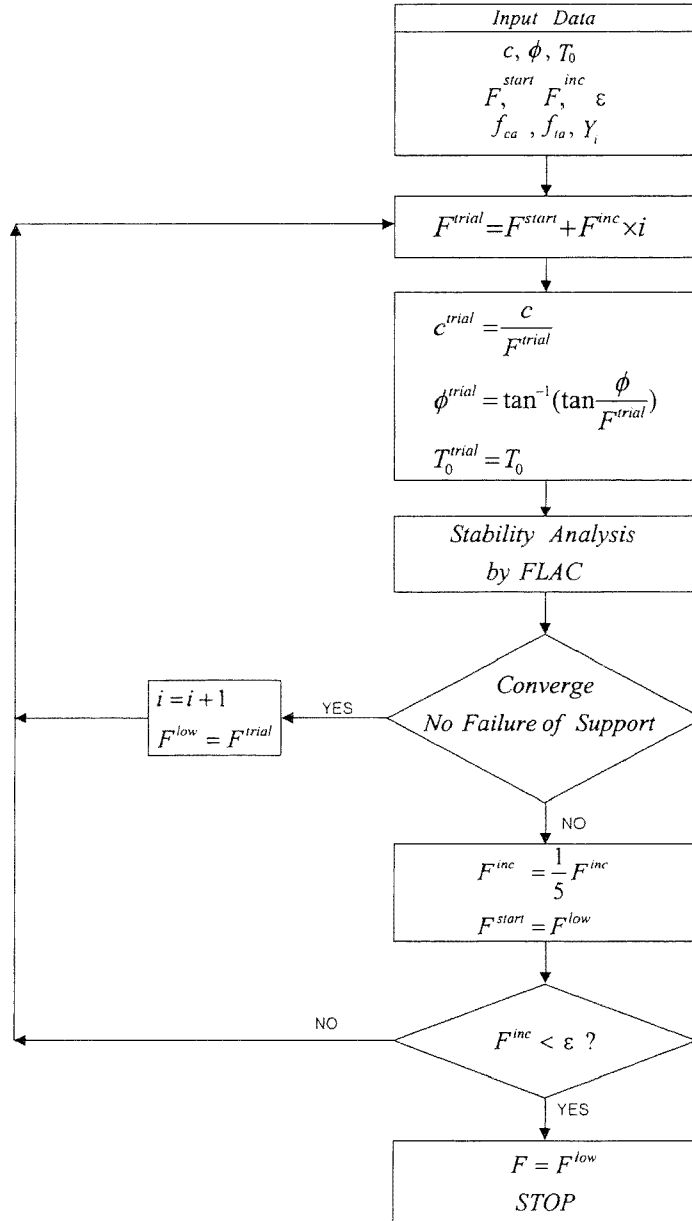 Input Data
c, ϕ, T₀
F^start, F^inc, ε
f_ca, f_ta, Y_i
F^trial = F^start + F^inc × i
c^trial = c / F^trial
ϕ^trial = tan⁻¹(tan ϕ / F^trial)
T₀^trial = T₀
Stability Analysis
by FLAC
Converge
No Failure of Support
YES
i = i + 1
F^low = F^trial
NO
F^inc = 1/5 F^inc
F^start = F^low
F^inc < ε ?
NO
YES
F = F^low
STOP